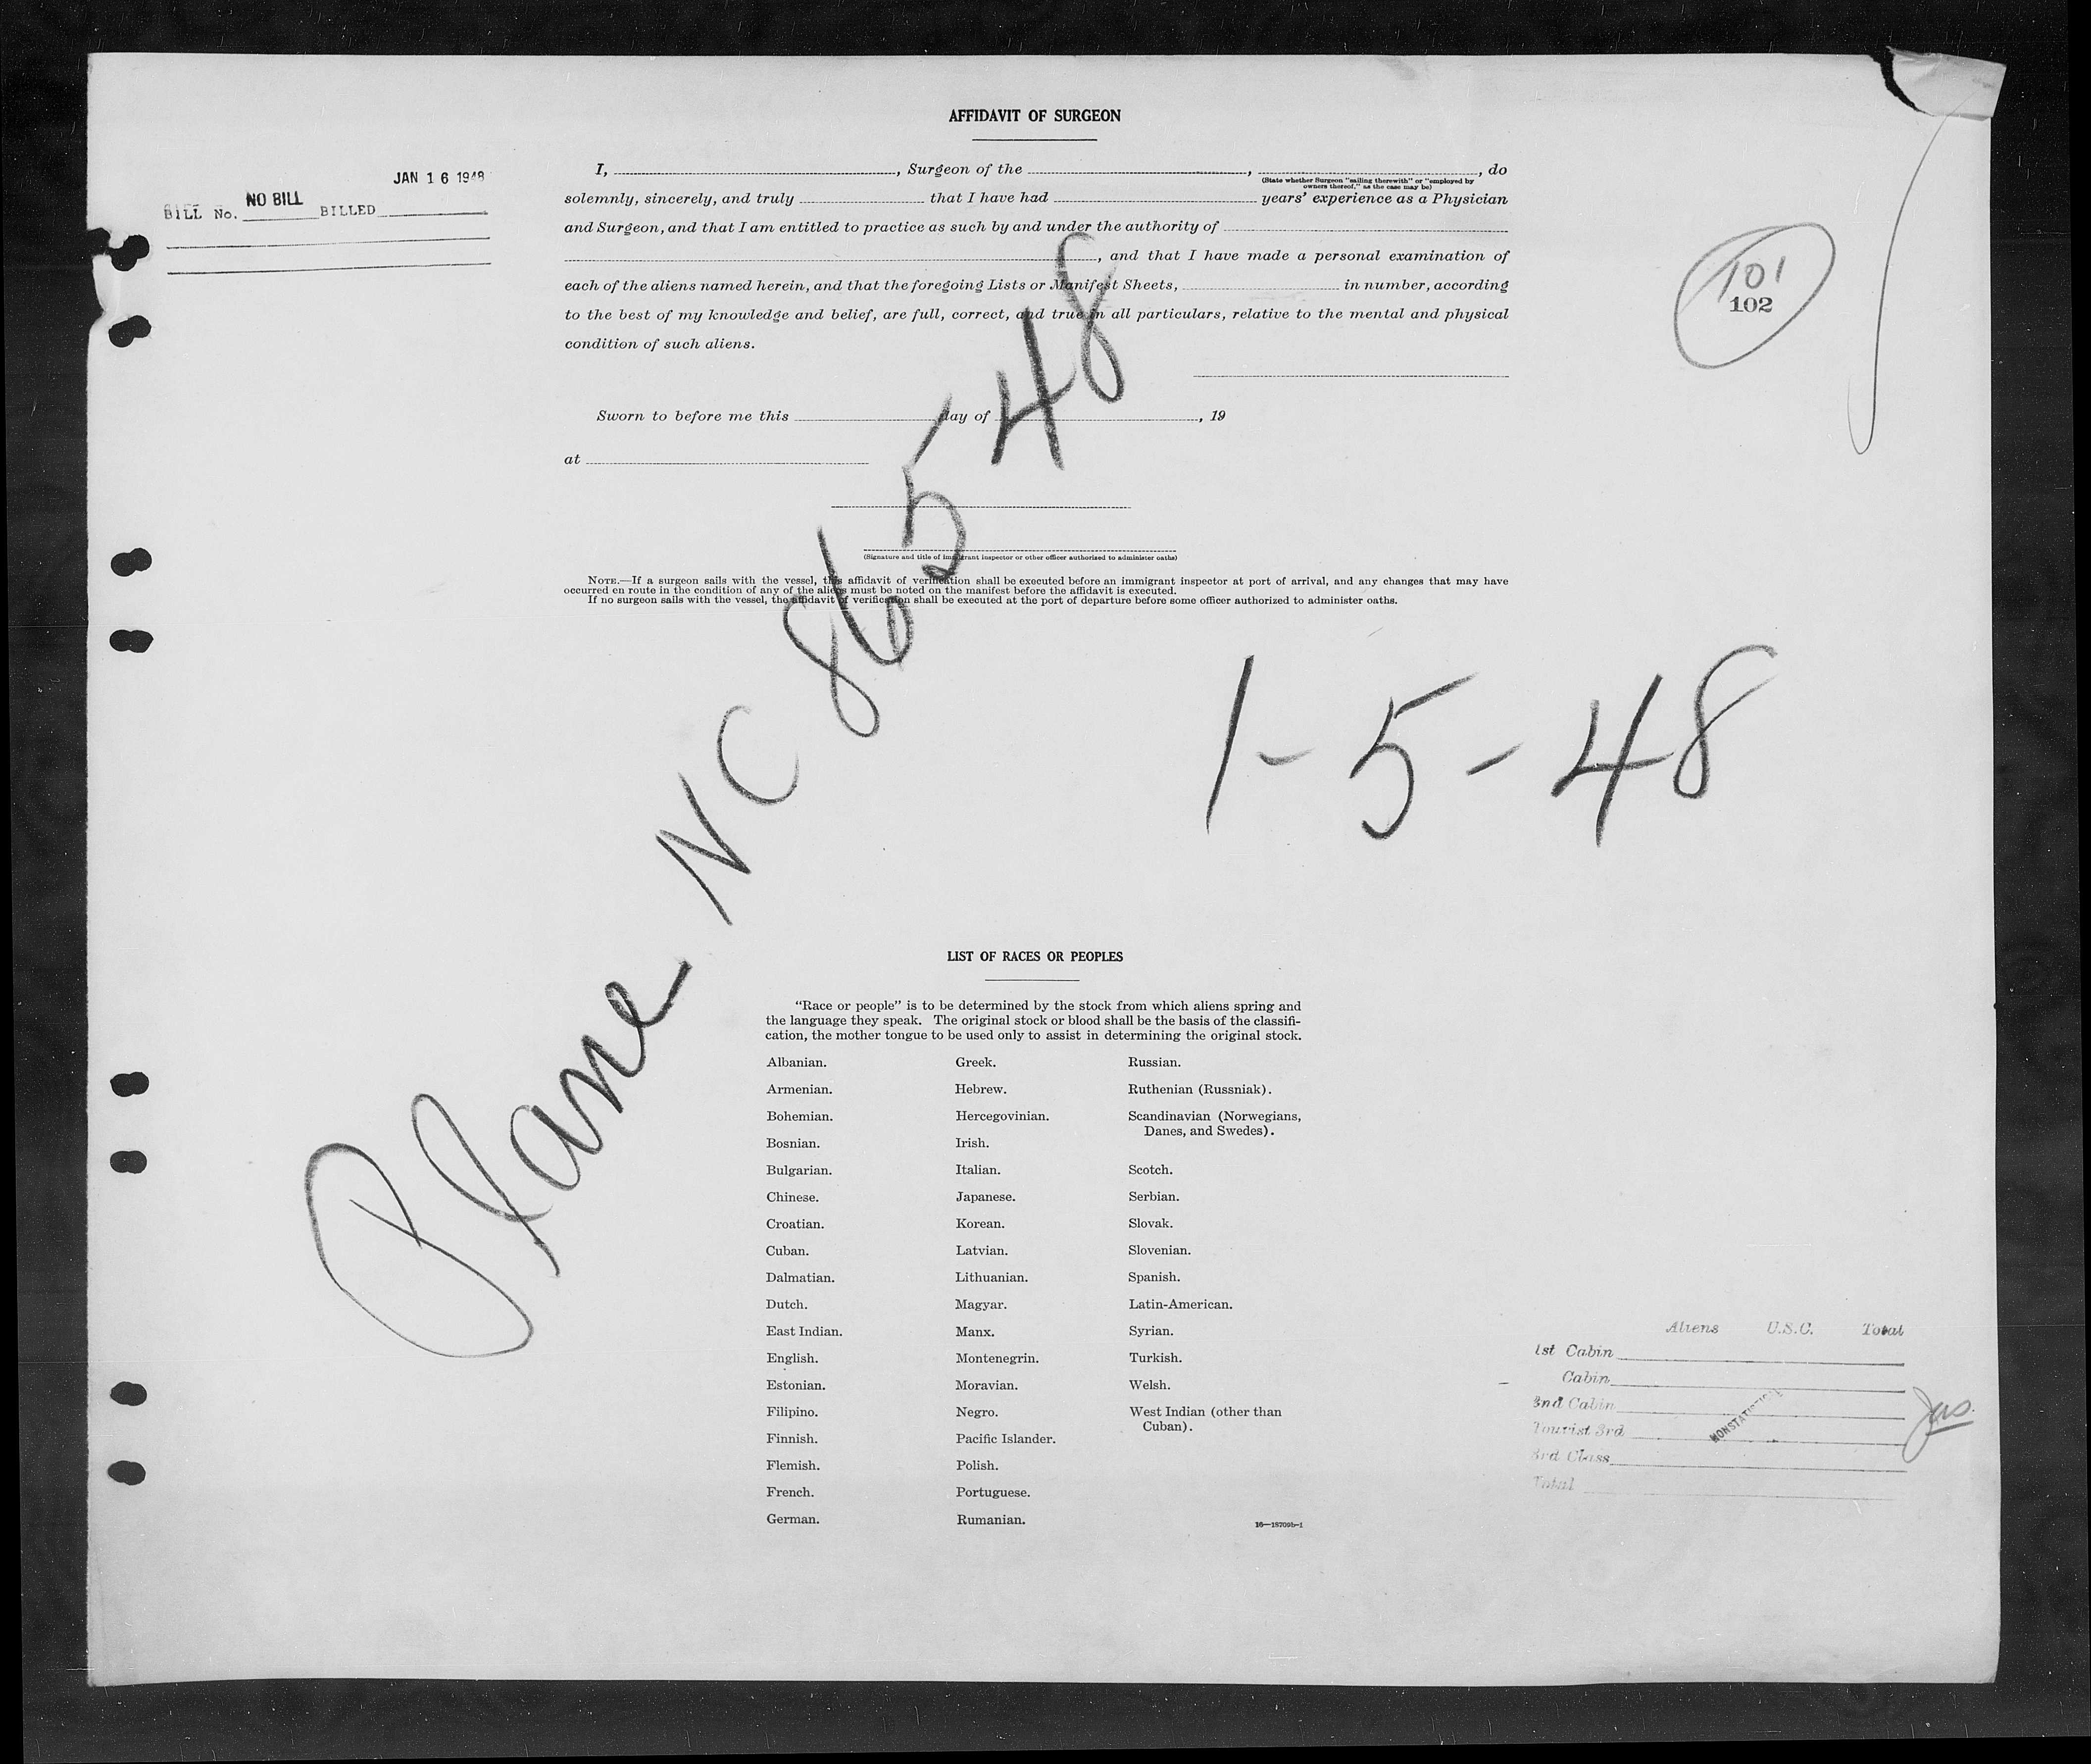 AFFIDAVIT OF SURGEON
JAN 16 1948
BILL No. NO BILL BILLED
I, , Surgeon of the , , do
(State whether Surgeon "sailing therewith" or "employed by
owners thereof," as the case may be)
solemnly, sincerely, and truly that I have had years' experience as a Physician
and Surgeon, and that I am entitled to practice as such by and under the authority of
, and that I have made a personal examination of
each of the aliens named herein, and that the foregoing Lists or Manifest Sheets, in number, according
to the best of my knowledge and belief, are full, correct, and true in all particulars, relative to the mental and physical
condition of such aliens.
101
102
Sworn to before me this day of , 19
at
(Signature and title of immigrant inspector or other officer authorized to administer oaths)
NOTE.—If a surgeon sails with the vessel, this affidavit of verification shall be executed before an immigrant inspector at port of arrival, and any changes that may have
occurred en route in the condition of any of the aliens must be noted on the manifest before the affidavit is executed.
If no surgeon sails with the vessel, the affidavit of verification shall be executed at the port of departure before some officer authorized to administer oaths.
Plane NC 86548
1-5-48
LIST OF RACES OR PEOPLES
"Race or people" is to be determined by the stock from which aliens spring and
the language they speak. The original stock or blood shall be the basis of the classifi-
cation, the mother tongue to be used only to assist in determining the original stock.
Albanian.
Armenian.
Bohemian.
Bosnian.
Bulgarian.
Chinese.
Croatian.
Cuban.
Dalmatian.
Dutch.
East Indian.
English.
Estonian.
Filipino.
Finnish.
Flemish.
French.
German.
Greek.
Hebrew.
Hercegovinian.
Irish.
Italian.
Japanese.
Korean.
Latvian.
Lithuanian.
Magyar.
Manx.
Montenegrin.
Moravian.
Negro.
Pacific Islander.
Polish.
Portuguese.
Rumanian.
Russian.
Ruthenian (Russniak).
Scandinavian (Norwegians,
Danes, and Swedes).
Scotch.
Serbian.
Slovak.
Slovenian.
Spanish.
Latin-American.
Syrian.
Turkish.
Welsh.
West Indian (other than
Cuban).
16—18709b-1
Aliens U.S.C. Total
1st Cabin
Cabin
2nd Cabin
Tourist 3rd
3rd Class
Total
NONSTATISTICAL